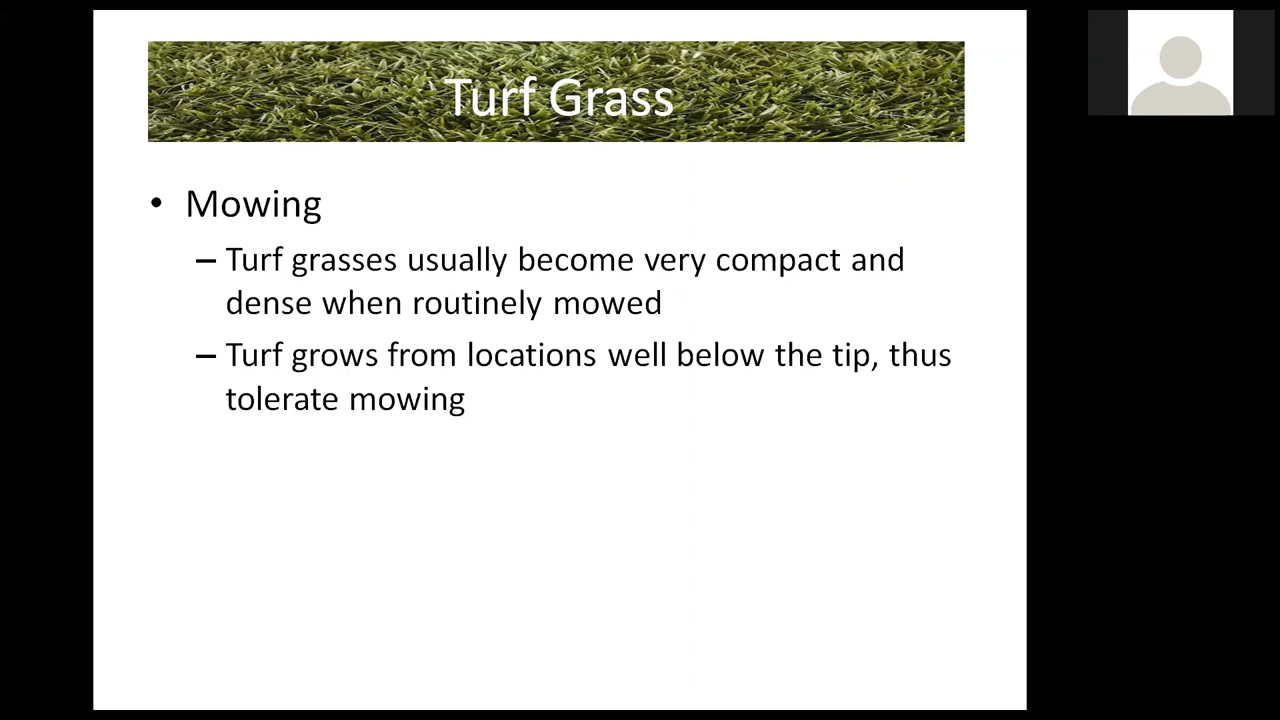 Turf Grass
• Mowing
– Turf grasses usually become very compact and
dense when routinely mowed
– Turf grows from locations well below the tip, thus
tolerate mowing